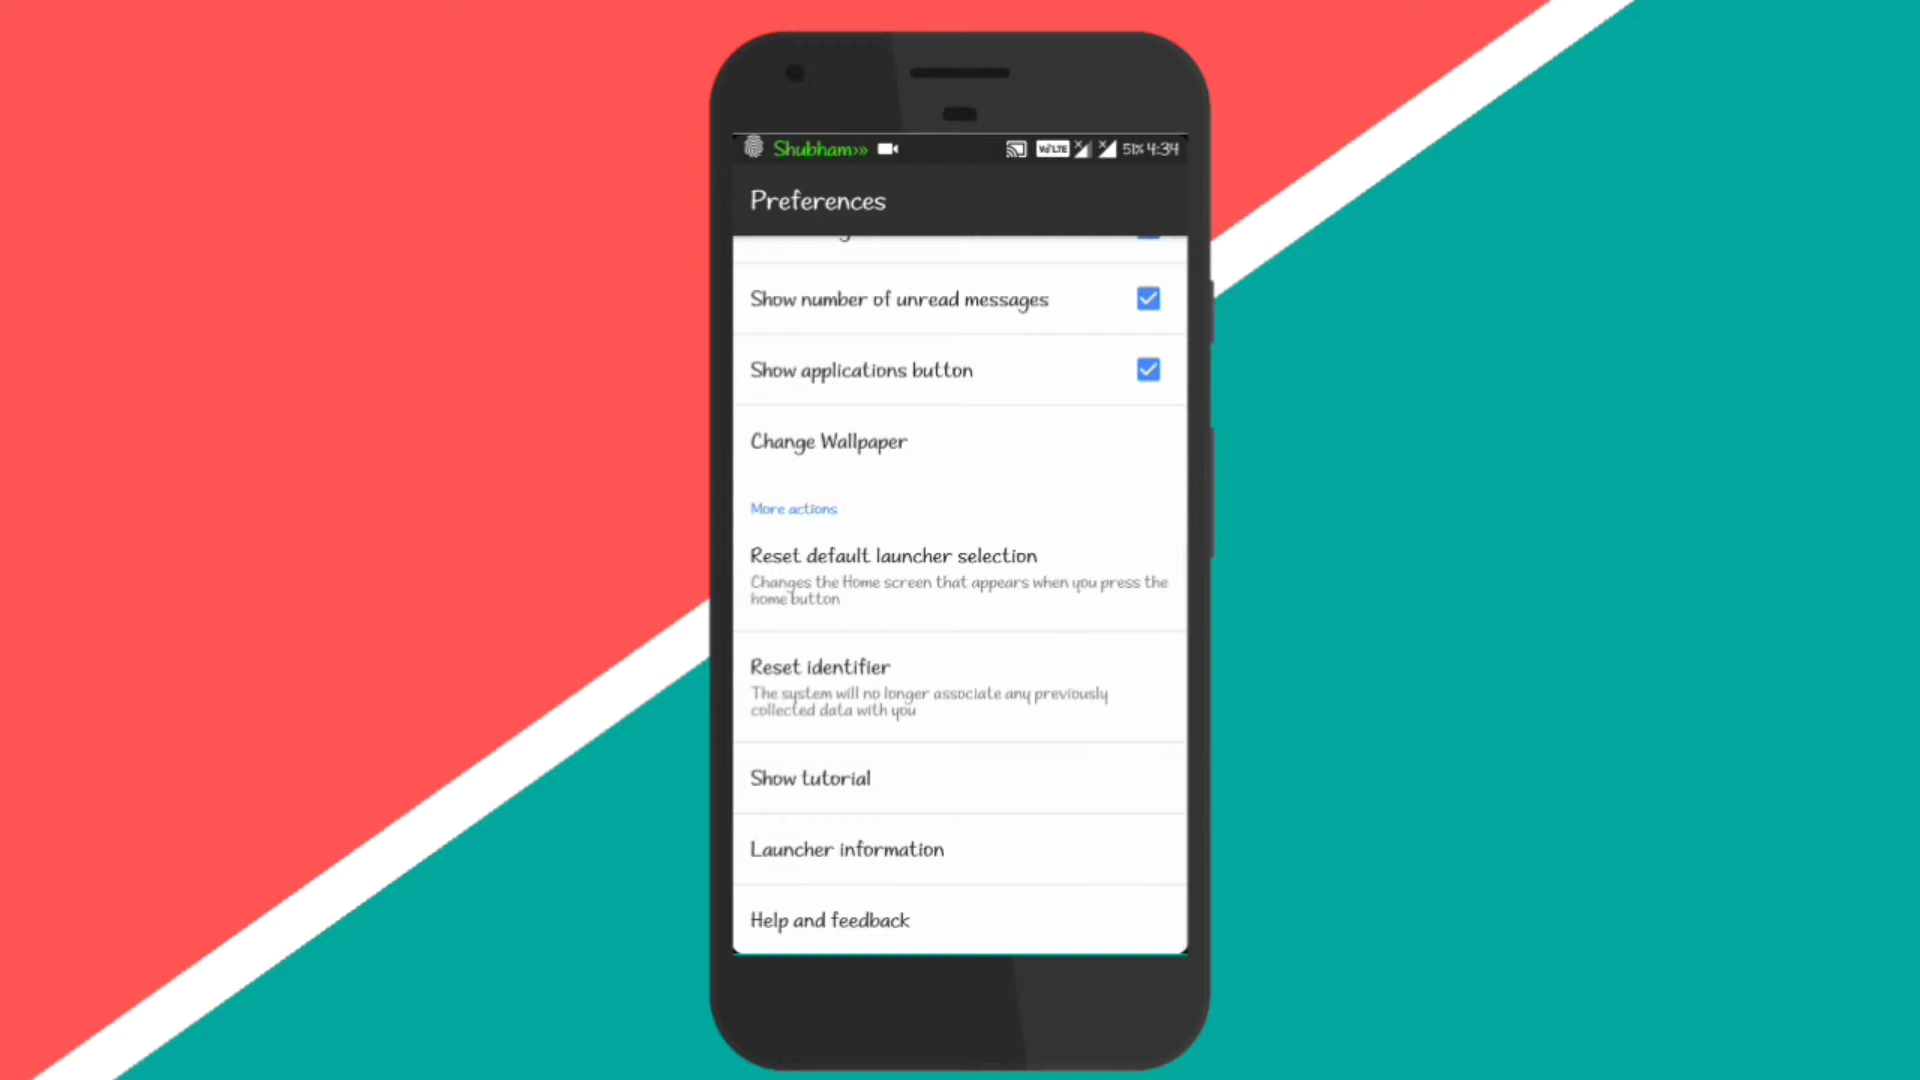 Shubham»» VoLTE 51% 4:34
Preferences
Show number of unread messages
Show applications button
Change Wallpaper
More actions
Reset default launcher selection
Changes the Home screen that appears when you press the
home button
Reset identifier
The system will no longer associate any previously
collected data with you
Show tutorial
Launcher information
Help and feedback